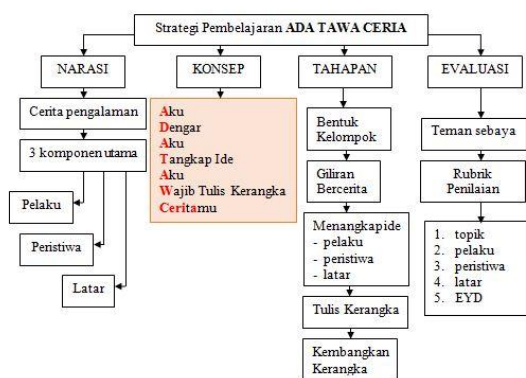 Strategi Pembelajaran ADA TAWA CERIA
NARASI
Cerita pengalaman
3 komponen utama
Pelaku
Peristiwa
Latar
KONSEP
Aku
Dengar
Aku
Tangkap Ide
Aku
Wajib Tulis Kerangka
Ceritamu
TAHAPAN
Bentuk
Kelompok
Giliran
Bercerita
Menangkap ide
- pelaku
- peristiwa
- latar
Tulis Kerangka
Kembangkan
Kerangka
EVALUASI
Teman sebaya
Rubrik
Penilaian
1. topik
2. pelaku
3. peristiwa
4. latar
5. EYD